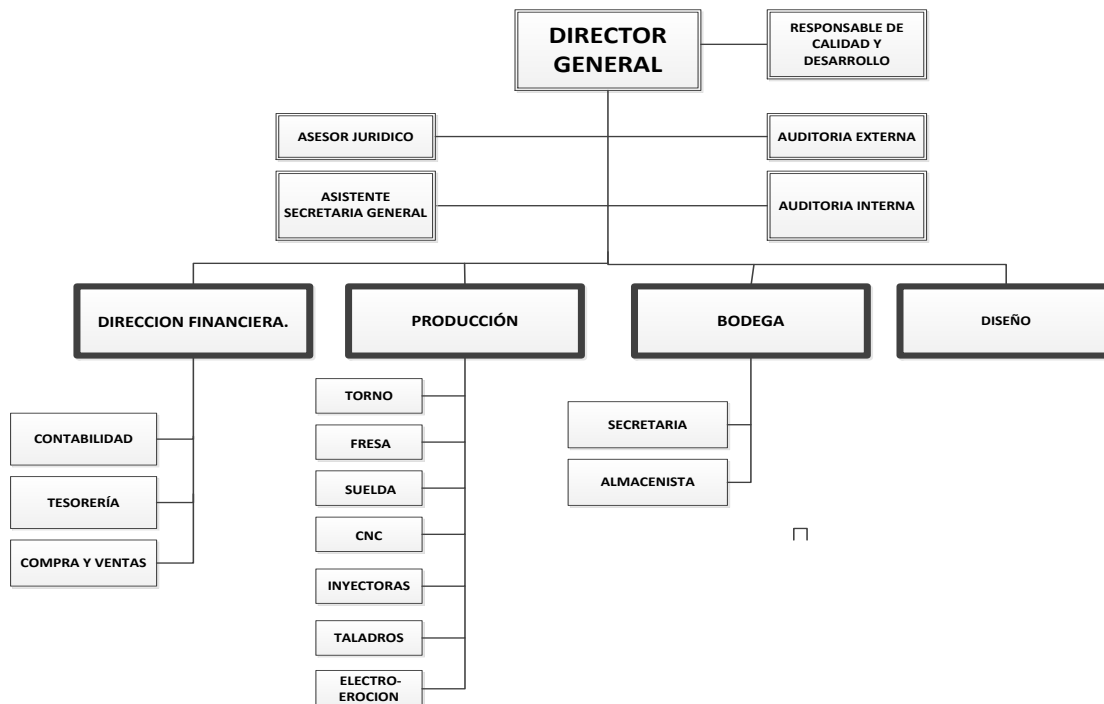 DIRECTOR
GENERAL
RESPONSABLE DE
CALIDAD Y
DESARROLLO
ASESOR JURIDICO
AUDITORIA EXTERNA
ASISTENTE
SECRETARIA GENERAL
AUDITORIA INTERNA
DIRECCION FINANCIERA.
PRODUCCIÓN
BODEGA
DISEÑO
CONTABILIDAD
TESORERÍA
COMPRA Y VENTAS
TORNO
FRESA
SUELDA
CNC
INYECTORAS
TALADROS
ELECTRO-
EROCION
SECRETARIA
ALMACENISTA